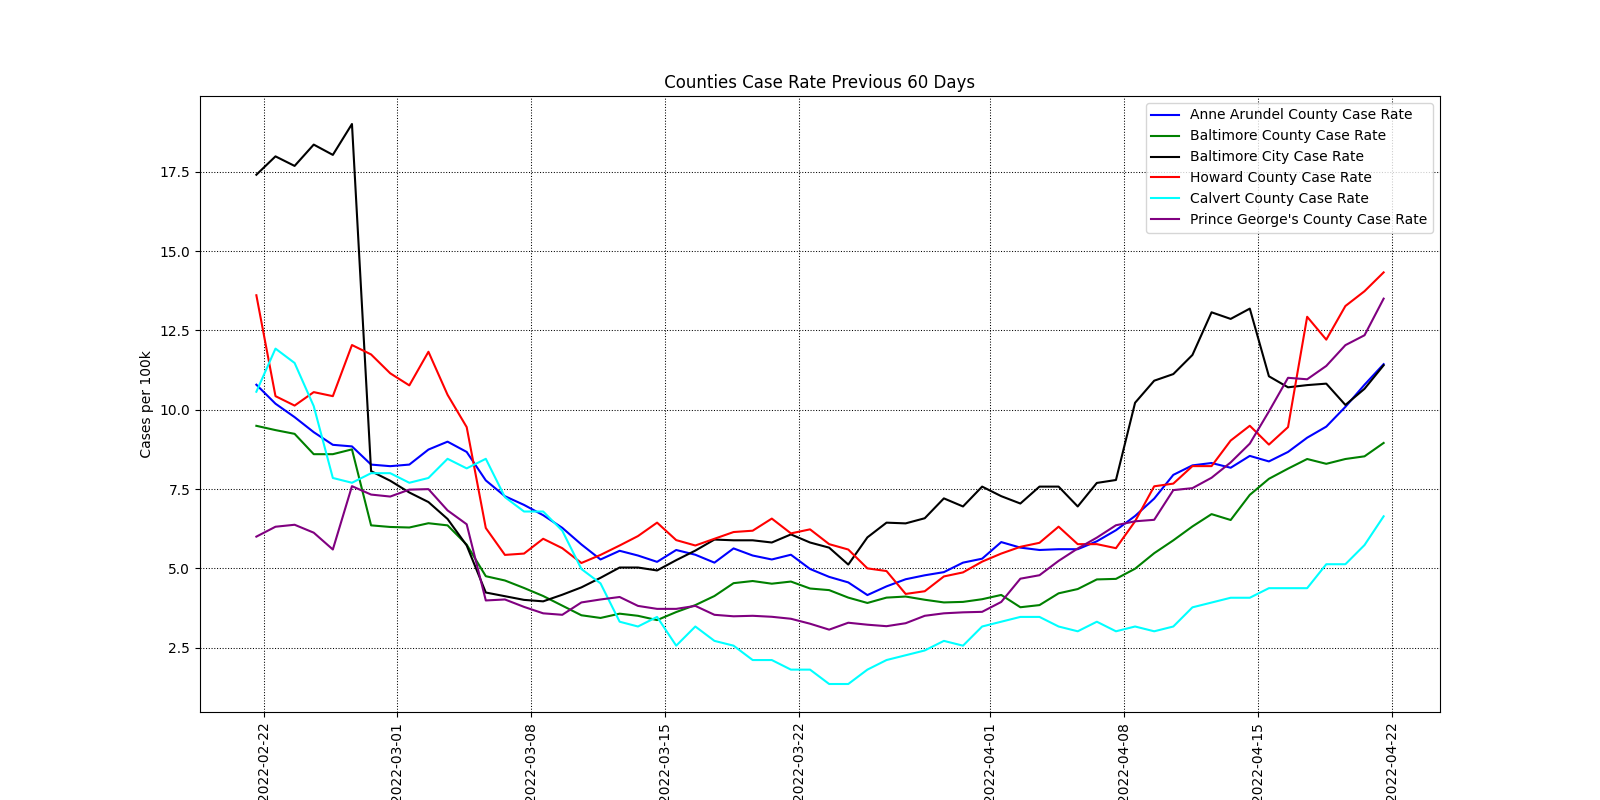 Counties Case Rate Previous 60 Days
Anne Arundel County Case Rate
Baltimore County Case Rate
Baltimore City Case Rate
Howard County Case Rate
Calvert County Case Rate
Prince George's County Case Rate
Cases per 100k
17.5
15.0
12.5
10.0
7.5
5.0
2.5
2022-02-22
2022-03-01
2022-03-08
2022-03-15
2022-03-22
2022-04-01
2022-04-08
2022-04-15
2022-04-22